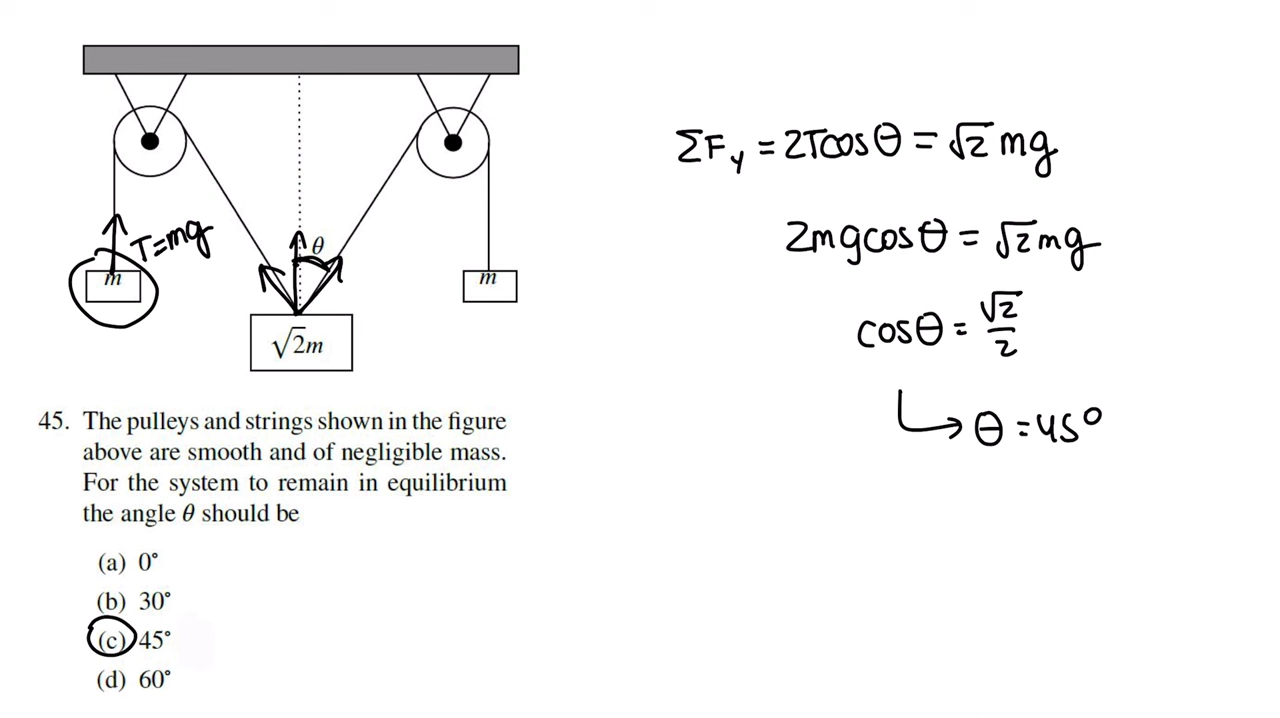 T=mg
θ
m
m
√2m
ΣF_y = 2Tcosθ = √2 mg
2mgcosθ = √2 mg
cosθ = √2/2
↳ θ = 45°
45. The pulleys and strings shown in the figure
above are smooth and of negligible mass.
For the system to remain in equilibrium
the angle θ should be
(a) 0°
(b) 30°
(c) 45°
(d) 60°